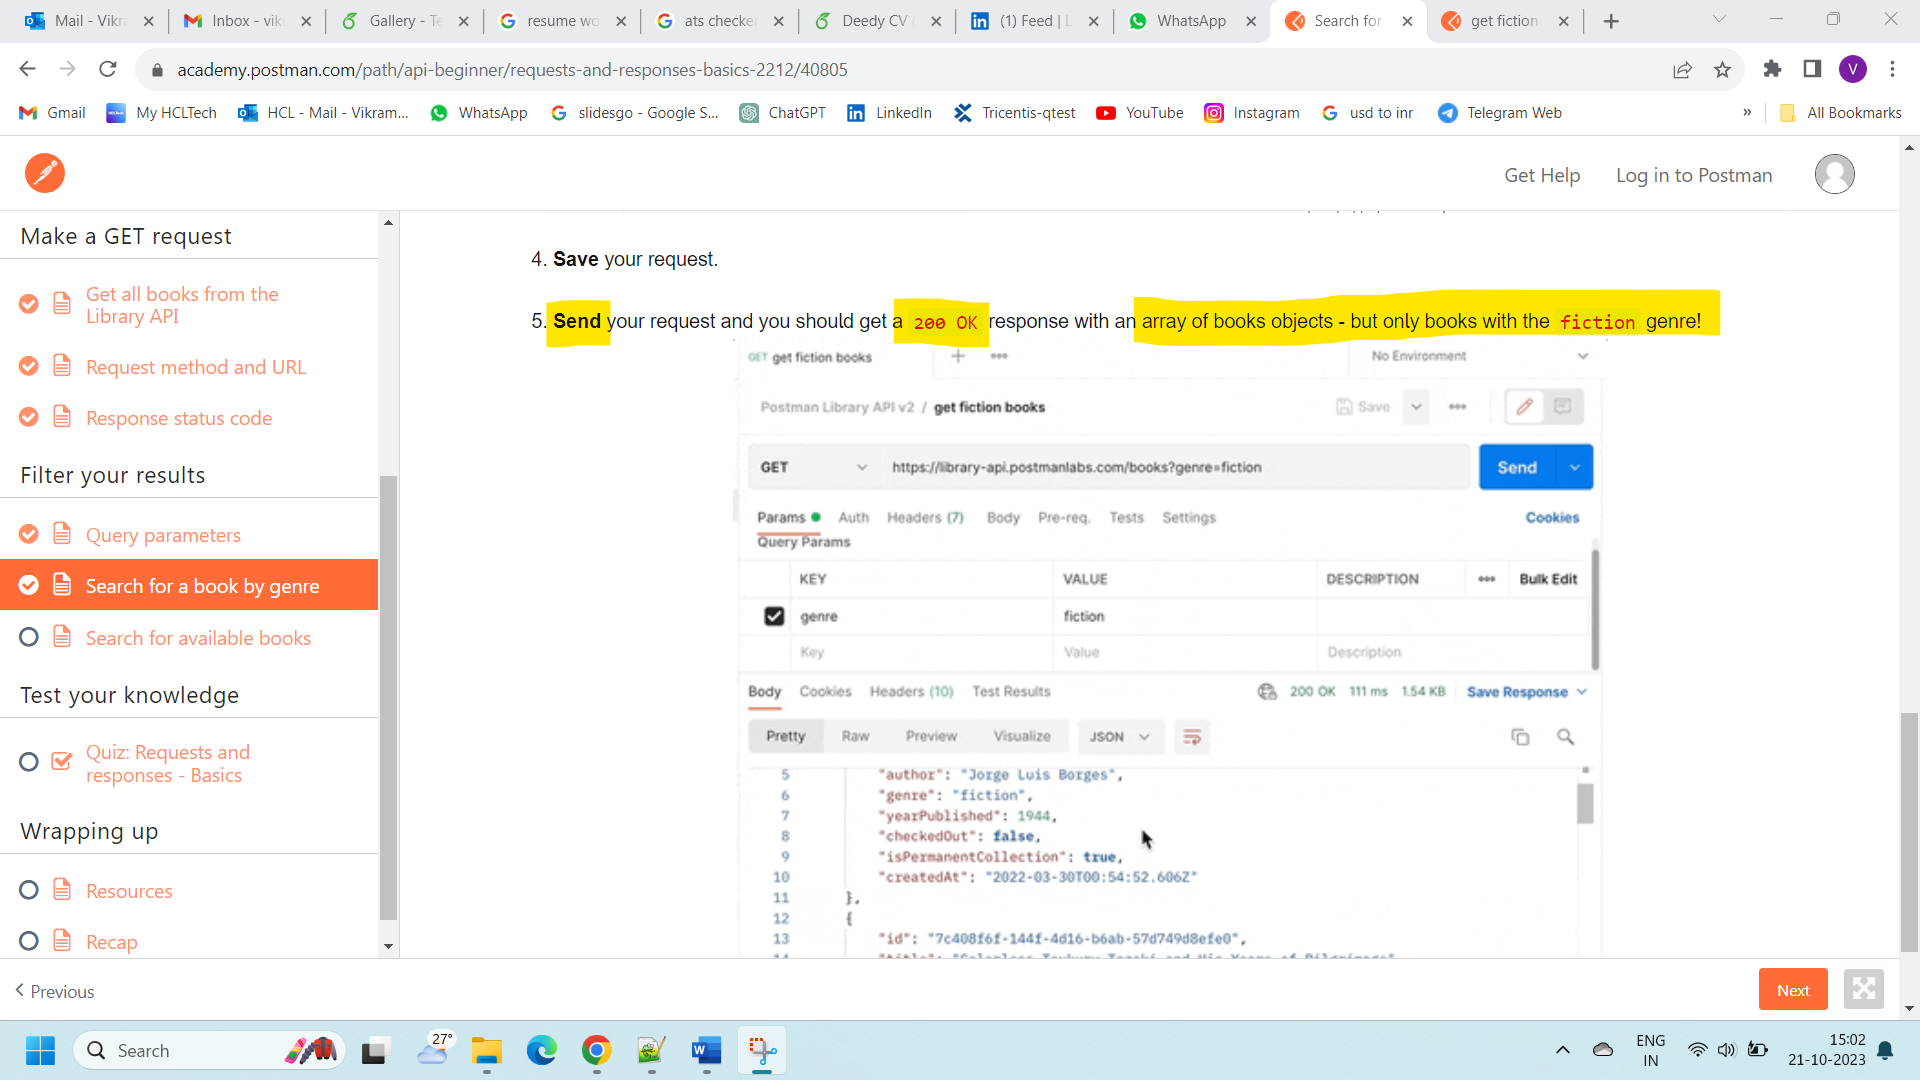 Mail - Vikra
Inbox - vik
Gallery - Te
resume wo
ats checke
Deedy CV
(1) Feed | L
WhatsApp
Search for
get fiction
academy.postman.com/path/api-beginner/requests-and-responses-basics-2212/40805
V
Gmail
My HCLTech
HCL - Mail - Vikram...
WhatsApp
slidesgo - Google S...
ChatGPT
LinkedIn
Tricentis-qtest
YouTube
Instagram
usd to inr
Telegram Web
»
All Bookmarks
Get Help
Log in to Postman
Make a GET request
Get all books from the
Library API
Request method and URL
Response status code
Filter your results
Query parameters
Search for a book by genre
Search for available books
Test your knowledge
Quiz: Requests and
responses - Basics
Wrapping up
Resources
Recap
4. Save your request.
5. Send your request and you should get a 200 OK response with an array of books objects - but only books with the fiction genre!
GET get fiction books
No Environment
Postman Library API v2 / get fiction books
Save
GET
https://library-api.postmanlabs.com/books?genre=fiction
Send
Params Auth Headers (7) Body Pre-req. Tests Settings
Cookies
Query Params
KEY VALUE DESCRIPTION Bulk Edit
genre fiction
Key Value Description
Body Cookies Headers (10) Test Results
200 OK 111 ms 1.54 KB Save Response
Pretty Raw Preview Visualize JSON
5 "author": "Jorge Luis Borges",
6 "genre": "fiction",
7 "yearPublished": 1944,
8 "checkedOut": false,
9 "isPermanentCollection": true,
10 "createdAt": "2022-03-30T00:54:52.606Z"
11 },
12 {
13 "id": "7c408f6f-144f-4d16-b6ab-57d749d8efe0",
14 "title": "Colorless Tsukuru Tazaki and His Years of Pilgrimage"
Previous
Next
Search
27°
ENG
IN
15:02
21-10-2023